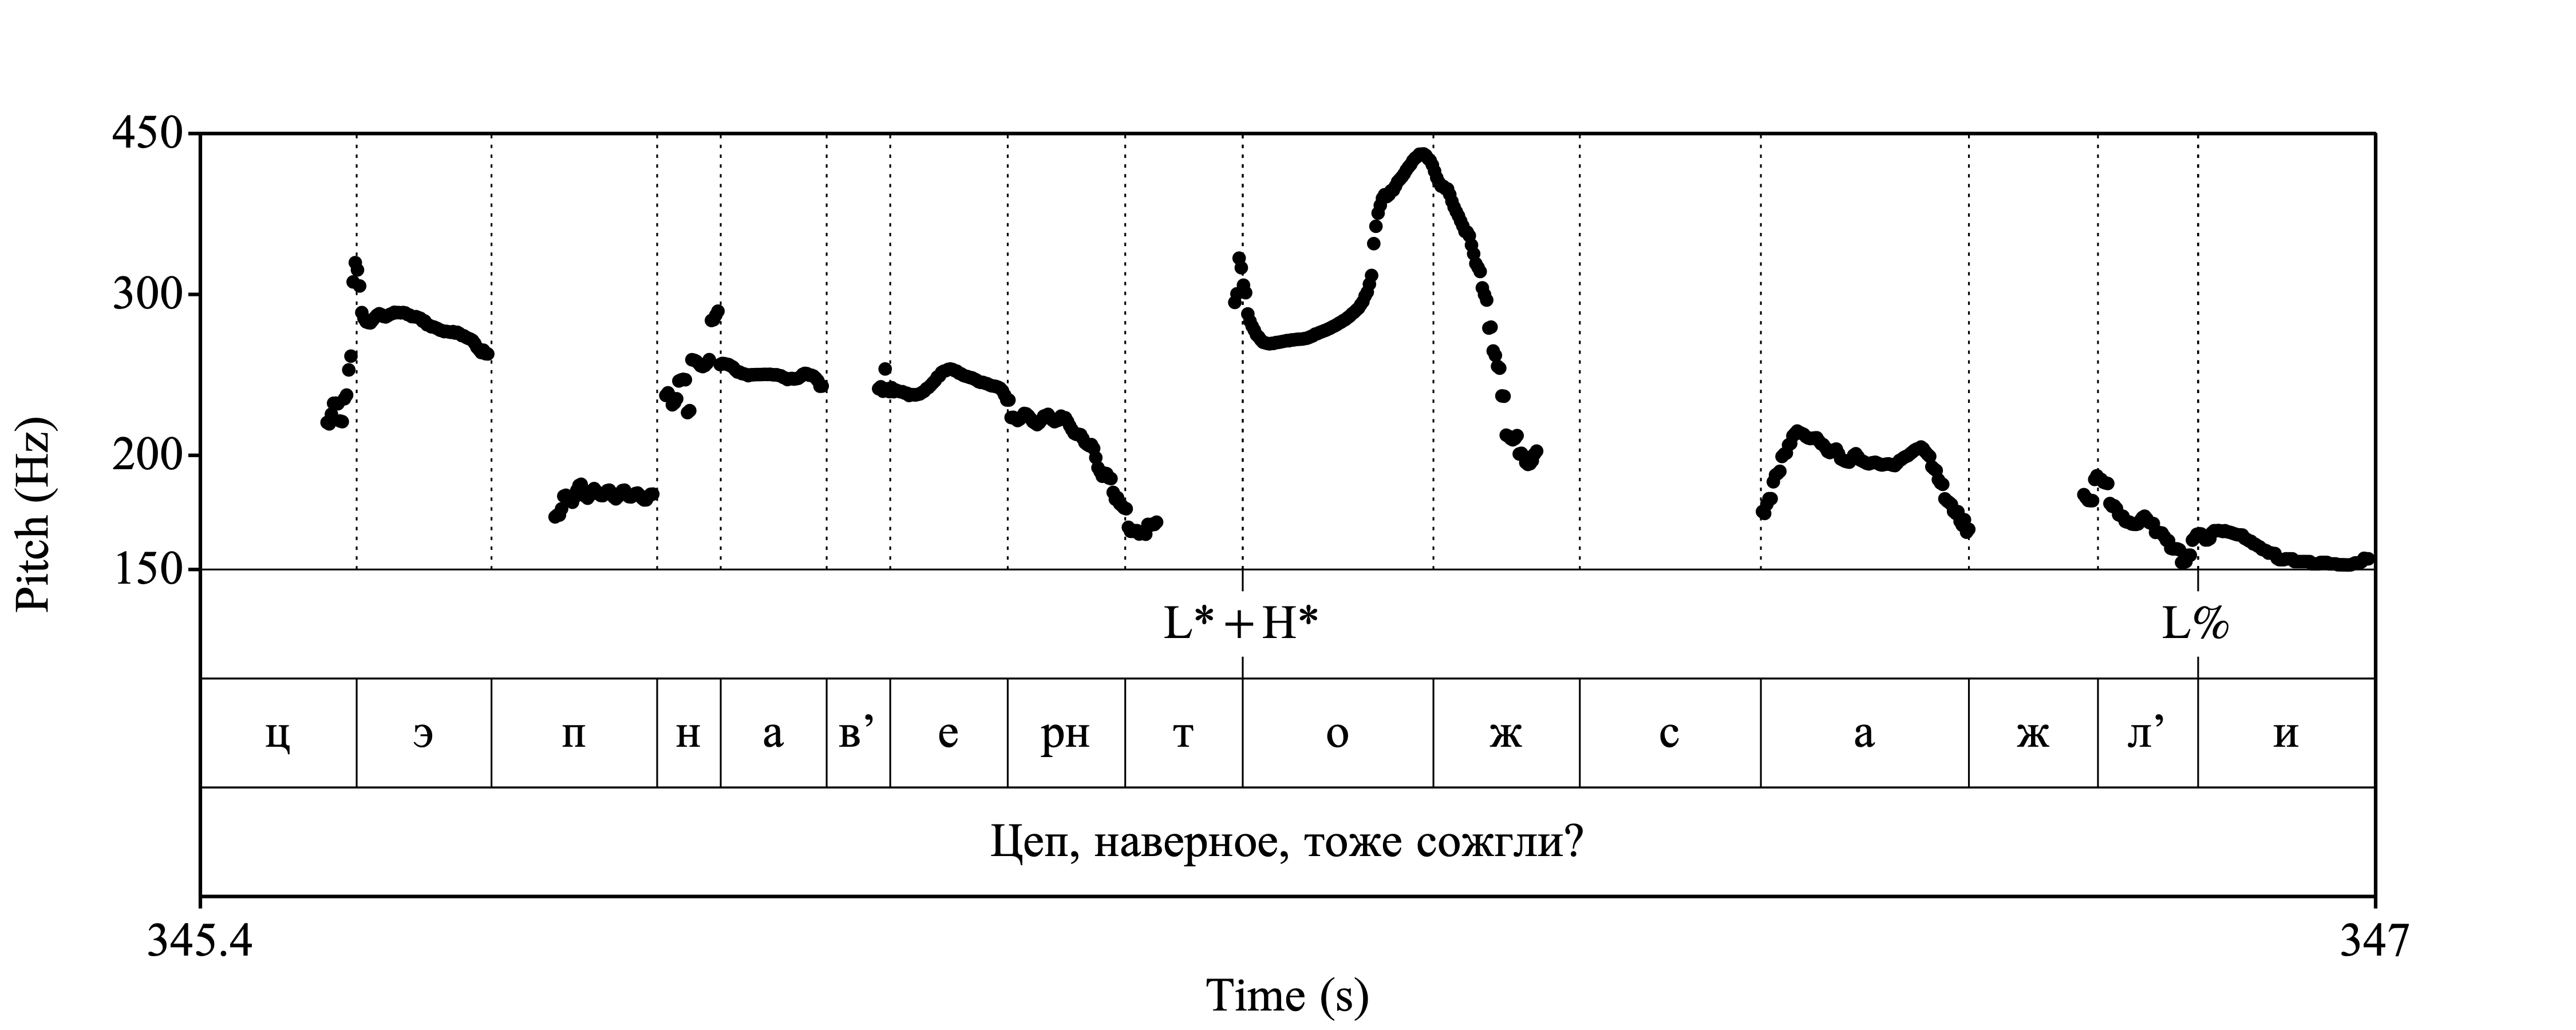 450
300
200
150
Pitch (Hz)
L* + H* L%
ц э п н а в’ е рн т о ж с а ж л’ и
Цеп, наверное, тоже сожгли?
345.4 347
Time (s)